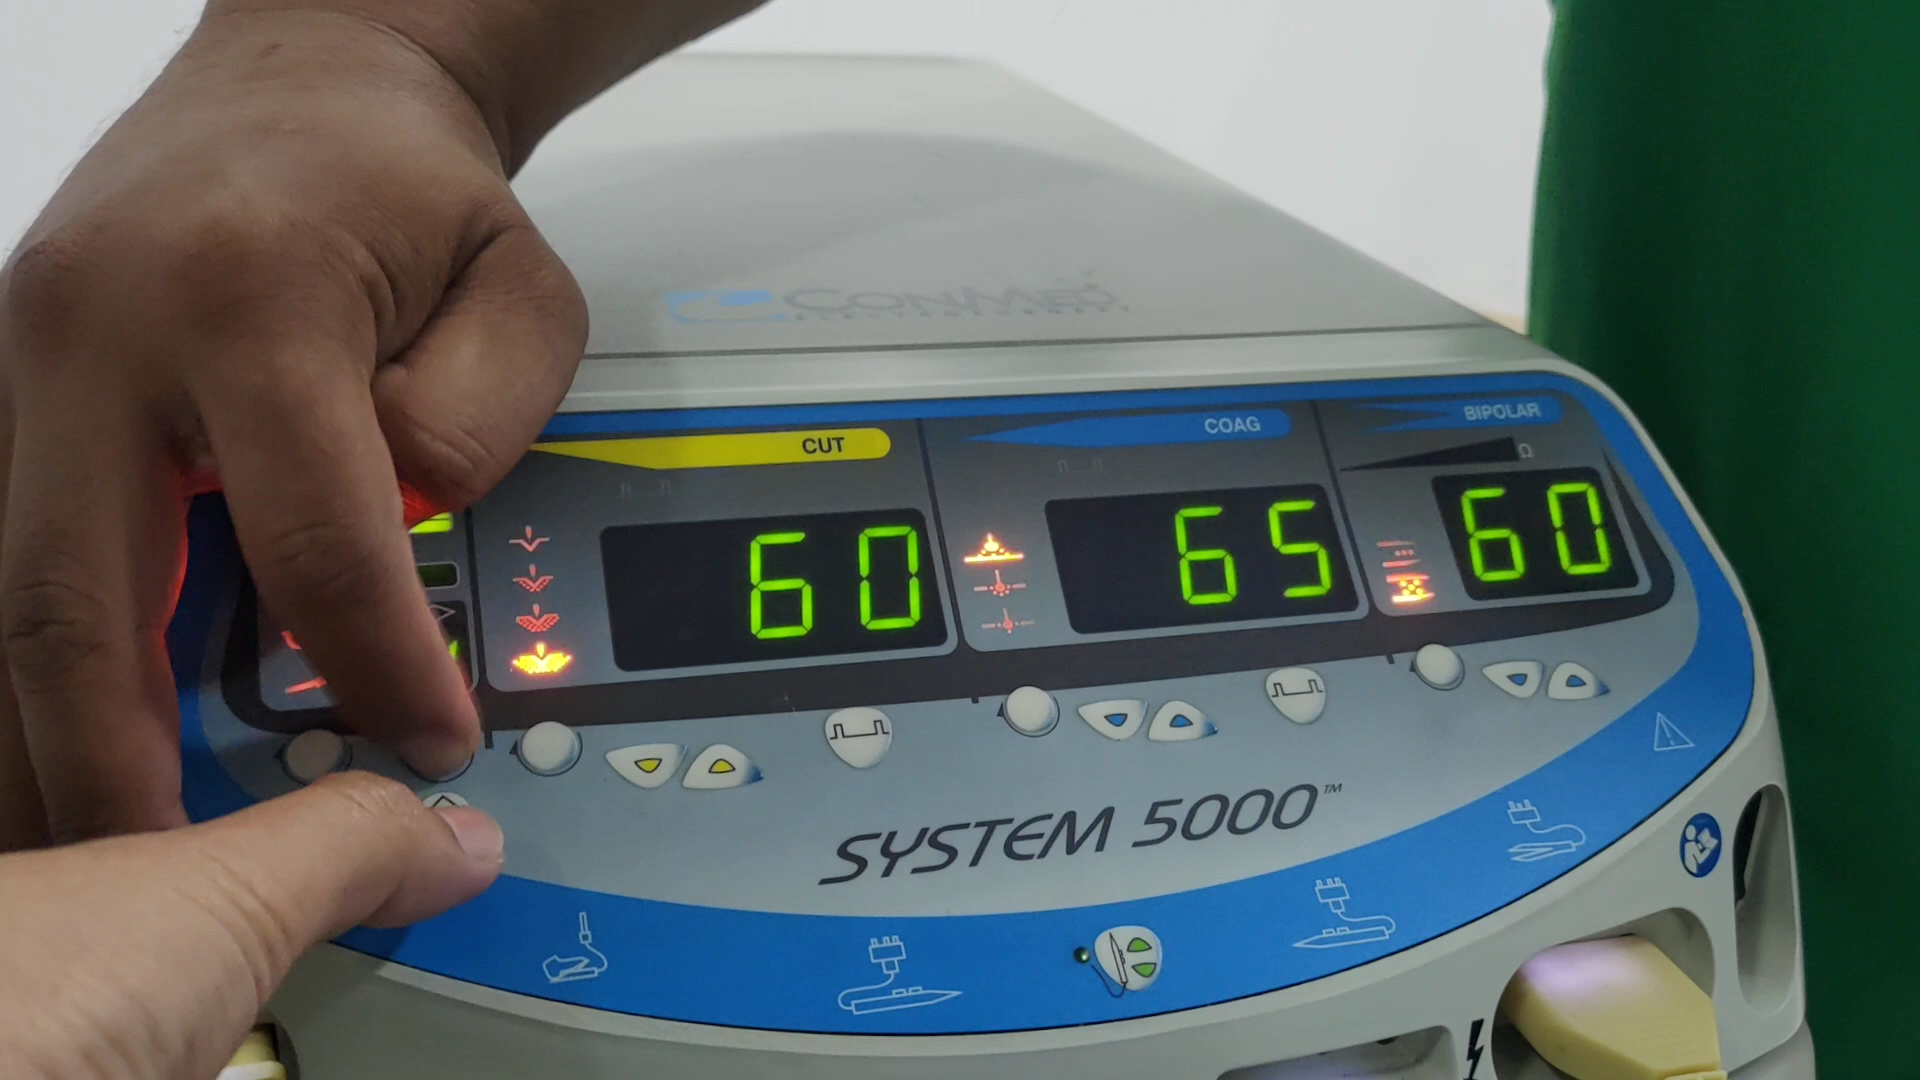 CONMED
CUT
COAG
BIPOLAR
Ω
60
65
60
SYSTEM 5000™